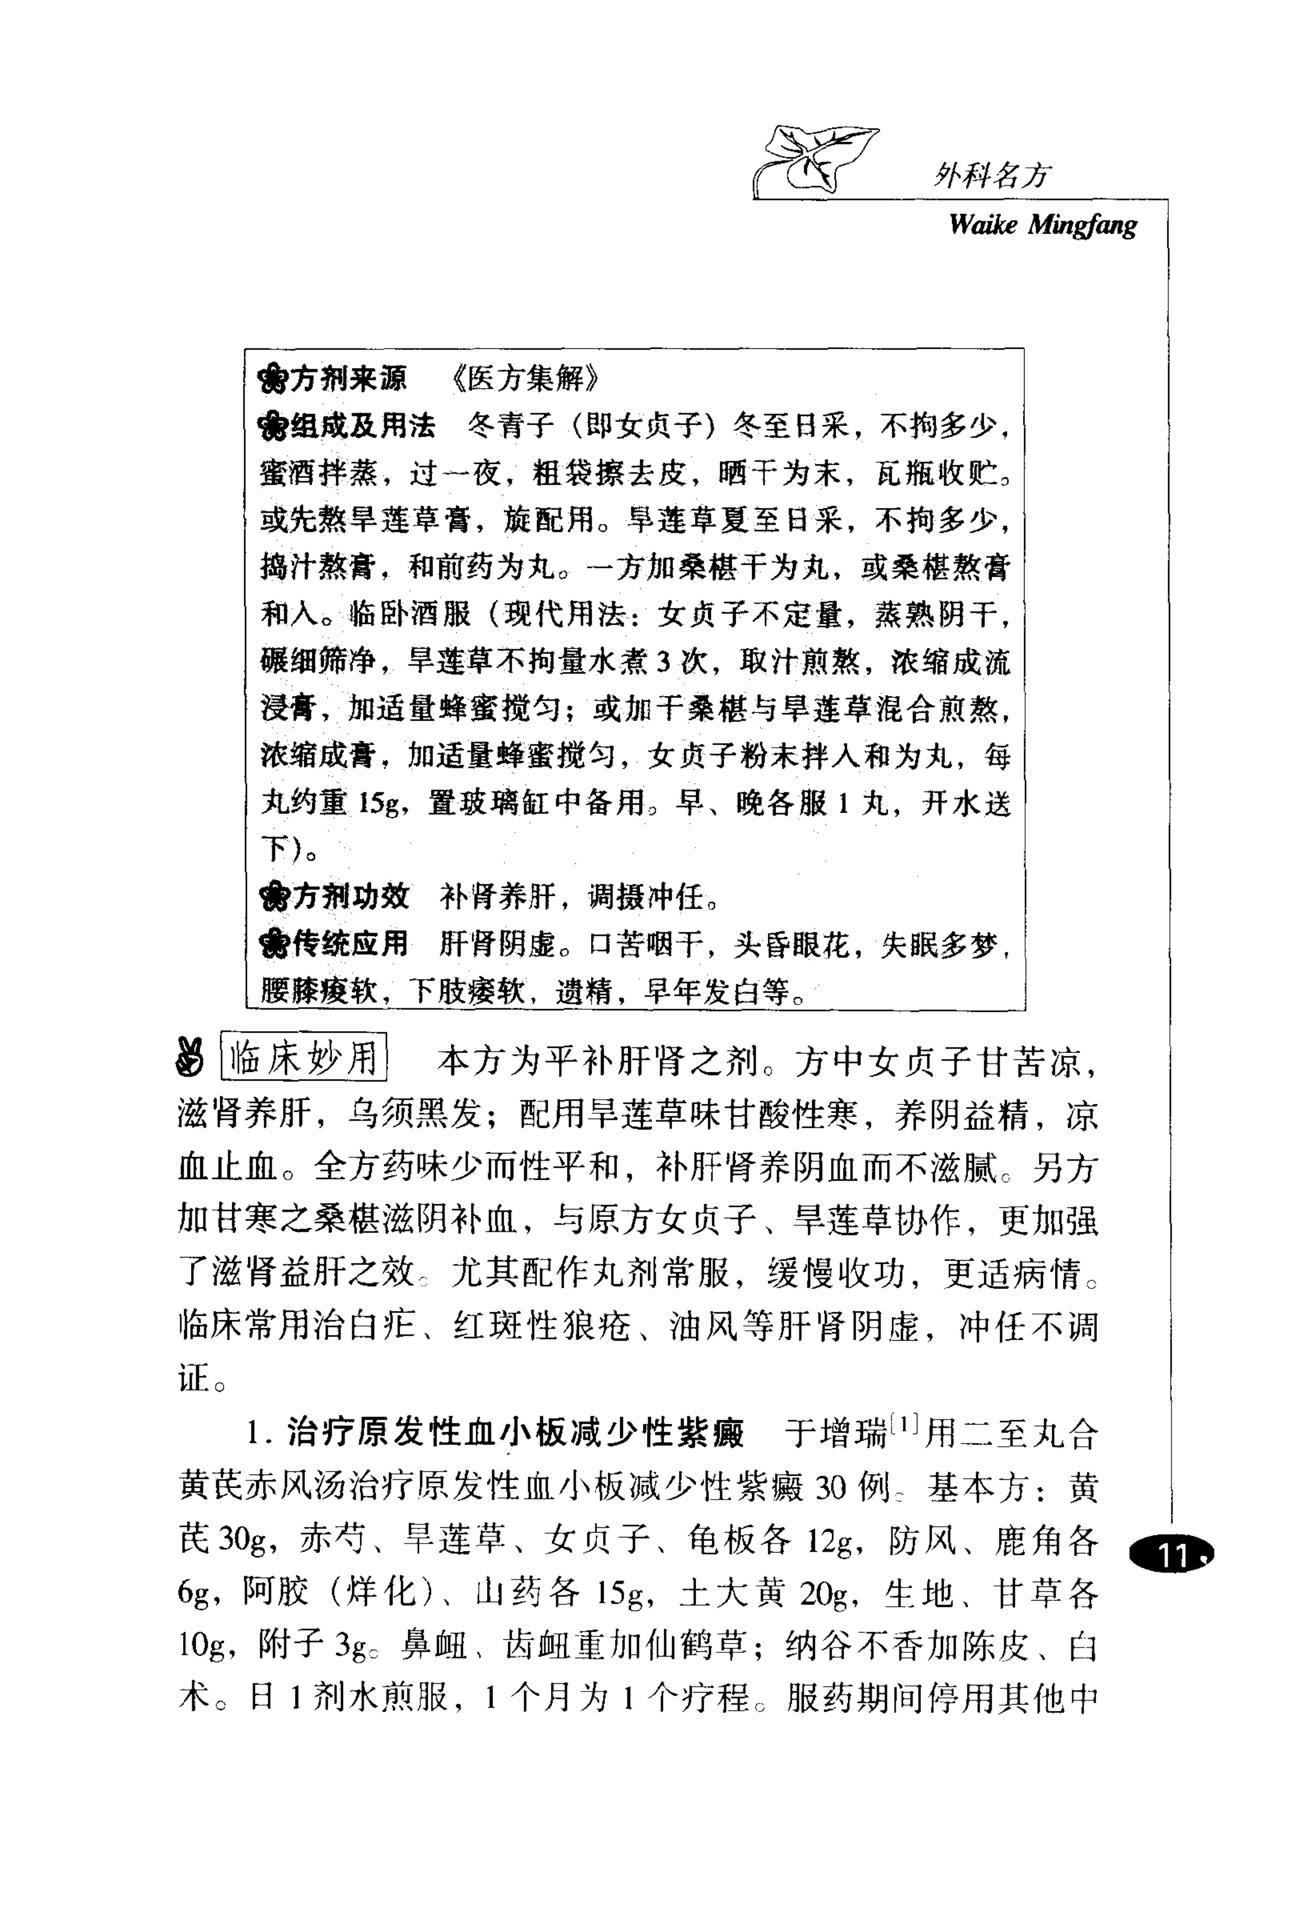 外科名方
Waike Mingfang
方剂来源 《医方集解》
组成及用法 冬青子（即女贞子）冬至日采，不拘多少，
蜜酒拌蒸，过一夜，粗袋擦去皮，晒干为末，瓦瓶收贮。
或先熬旱莲草膏，旋配用。旱莲草夏至日采，不拘多少，
捣汁熬膏，和前药为丸。一方加桑椹干为丸，或桑椹熬膏
和入。临卧酒服（现代用法：女贞子不定量，蒸熟阴干，
碾细筛净，旱莲草不拘量水煮3次，取汁煎熬，浓缩成流
浸膏，加适量蜂蜜搅匀；或加干桑椹与旱莲草混合煎熬，
浓缩成膏，加适量蜂蜜搅匀，女贞子粉末拌入和为丸，每
丸约重15g，置玻璃缸中备用。早、晚各服1丸，开水送
下）。
方剂功效 补肾养肝，调摄冲任。
传统应用 肝肾阴虚。口苦咽干，头昏眼花，失眠多梦，
腰膝痠软，下肢痿软，遗精，早年发白等。
临床妙用 本方为平补肝肾之剂。方中女贞子甘苦凉，
滋肾养肝，乌须黑发；配用旱莲草味甘酸性寒，养阴益精，凉
血止血。全方药味少而性平和，补肝肾养阴血而不滋腻。另方
加甘寒之桑椹滋阴补血，与原方女贞子、旱莲草协作，更加强
了滋肾益肝之效。尤其配作丸剂常服，缓慢收功，更适病情。
临床常用治白疕、红斑性狼疮、油风等肝肾阴虚，冲任不调
证。
1. 治疗原发性血小板减少性紫癜 于增瑞[1]用二至丸合
黄芪赤风汤治疗原发性血小板减少性紫癜30例。基本方：黄
芪30g，赤芍、旱莲草、女贞子、龟板各12g，防风、鹿角各
6g，阿胶（烊化）、山药各15g，土大黄20g，生地、甘草各
10g，附子3g。鼻衄、齿衄重加仙鹤草；纳谷不香加陈皮、白
术。日1剂水煎服，1个月为1个疗程。服药期间停用其他中
11